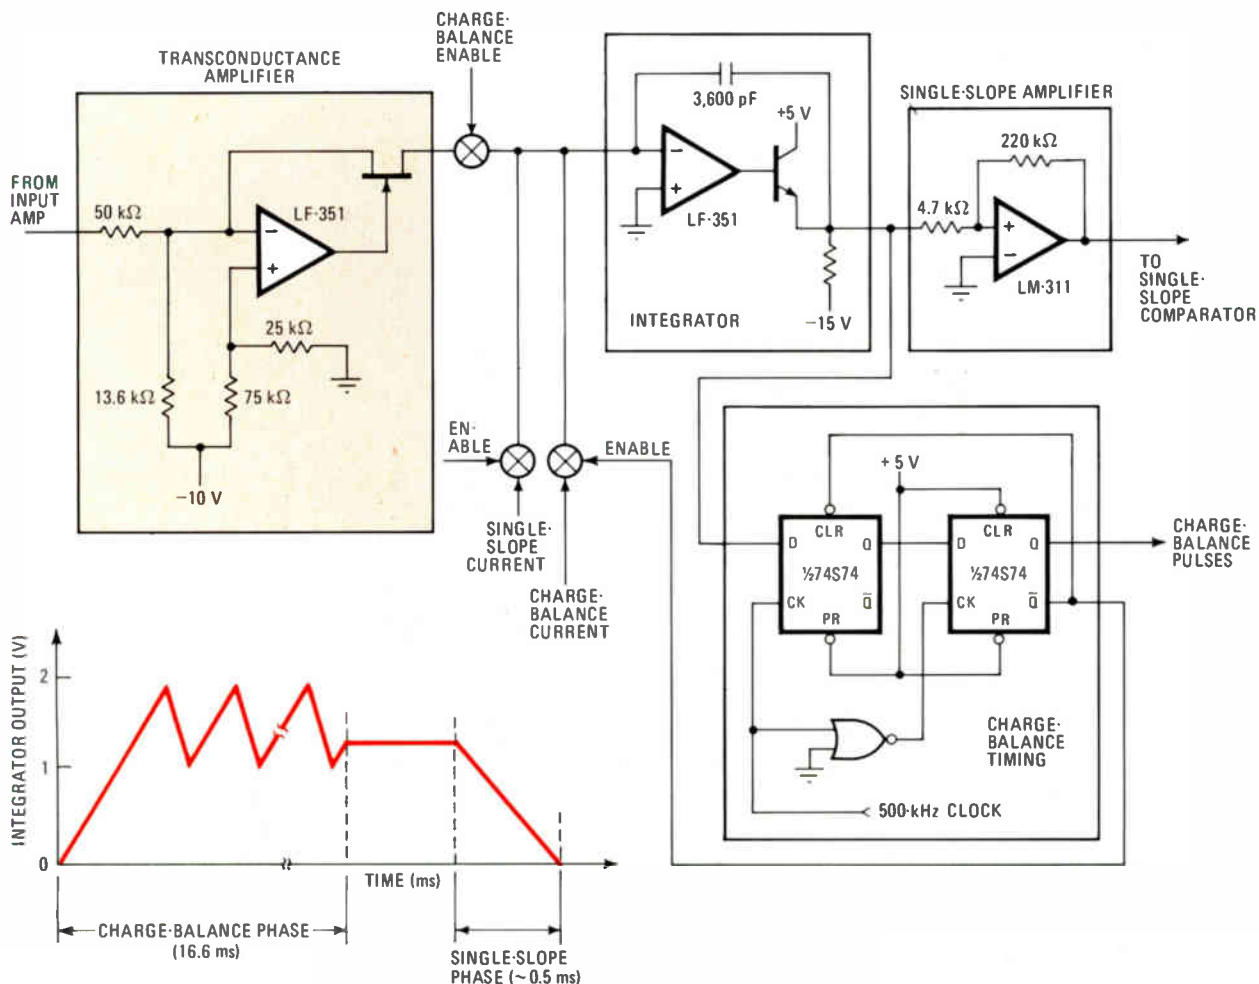 CHARGE-
BALANCE
ENABLE
TRANSCONDUCTANCE
AMPLIFIER
FROM
INPUT
AMP
50 kΩ
LF-351
−
+
25 kΩ
13.6 kΩ
75 kΩ
−10 V
3,600 pF
+5 V
−
+
LF-351
−15 V
INTEGRATOR
SINGLE-SLOPE AMPLIFIER
220 kΩ
4.7 kΩ
+
−
LM-311
TO
SINGLE-
SLOPE
COMPARATOR
EN-
ABLE
ENABLE
SINGLE-
SLOPE
CURRENT
CHARGE-
BALANCE
CURRENT
+ 5 V
D CLR Q
½74S74
CK Q̅
PR
D CLR Q
½74S74
CK Q̅
PR
CHARGE-
BALANCE
PULSES
CHARGE-
BALANCE
TIMING
500-kHz CLOCK
INTEGRATOR OUTPUT (V)
2
1
0
TIME (ms)
CHARGE-BALANCE PHASE
(16.6 ms)
SINGLE-SLOPE
PHASE (~ 0.5 ms)